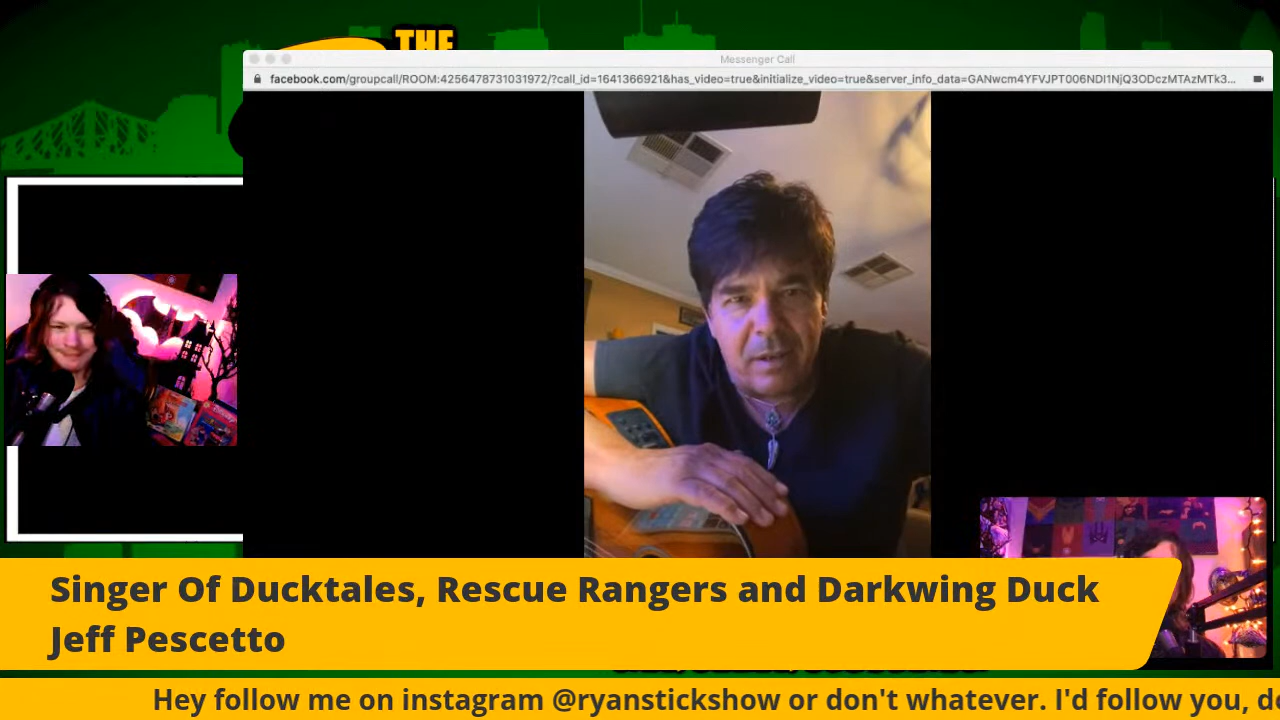 THE
Messenger Call
facebook.com/groupcall/ROOM:4256478731031972/?call_id=1641366921&has_video=true&initialize_video=true&server_info_data=GANwcm4YFVJPT006NDI1NjQ3ODczMTAzMTk3...
Singer Of Ducktales, Rescue Rangers and Darkwing Duck
Jeff Pescetto
Hey follow me on instagram @ryanstickshow or don't whatever. I'd follow you, do